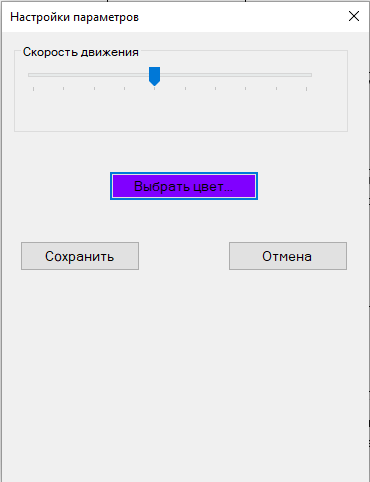 Настройки параметров
Скорость движения
Выбрать цвет...
Сохранить
Отмена